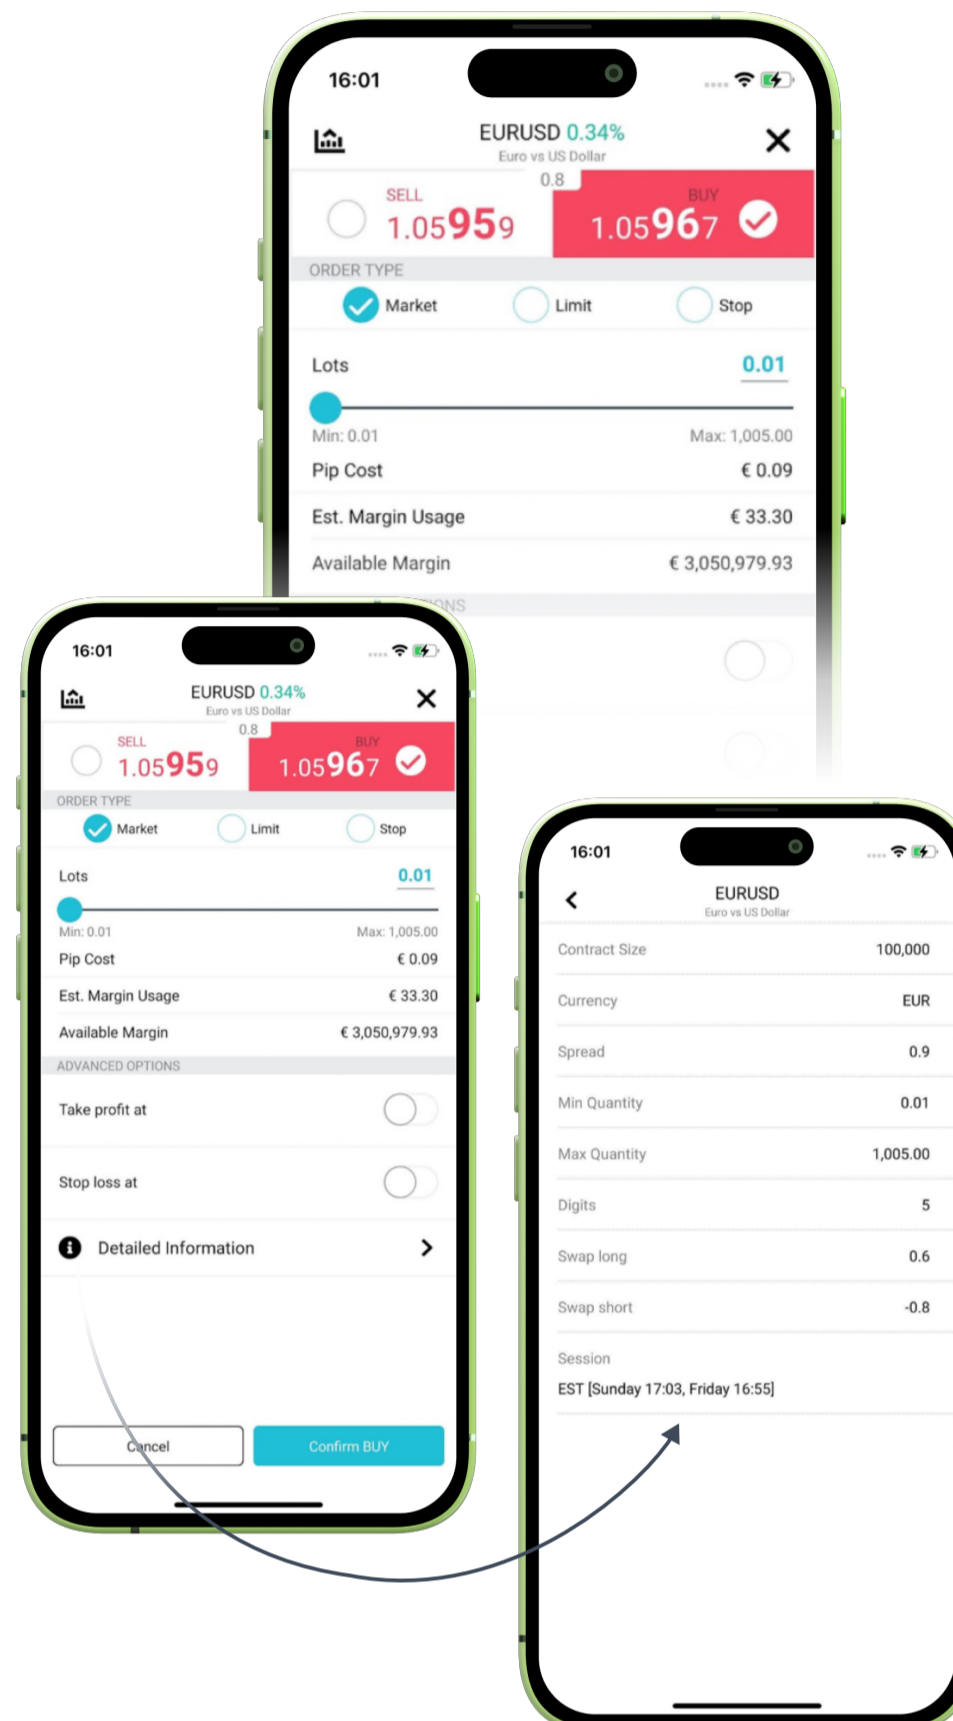 16:01
EURUSD 0.34%
Euro vs US Dollar
0.8
SELL
BUY
1.05959
1.05967
ORDER TYPE
Market Limit Stop
Lots 0.01
Min: 0.01 Max: 1,005.00
Pip Cost € 0.09
Est. Margin Usage € 33.30
Available Margin € 3,050,979.93
16:01
EURUSD 0.34%
Euro vs US Dollar
0.8
SELL
BUY
1.05959
1.05967
ORDER TYPE
Market Limit Stop
Lots 0.01
Min: 0.01 Max: 1,005.00
Pip Cost € 0.09
Est. Margin Usage € 33.30
Available Margin € 3,050,979.93
ADVANCED OPTIONS
Take profit at
Stop loss at
Detailed Information
Cancel Confirm BUY
16:01
EURUSD
Euro vs US Dollar
Contract Size 100,000
Currency EUR
Spread 0.9
Min Quantity 0.01
Max Quantity 1,005.00
Digits 5
Swap long 0.6
Swap short -0.8
Session
EST [Sunday 17:03, Friday 16:55]